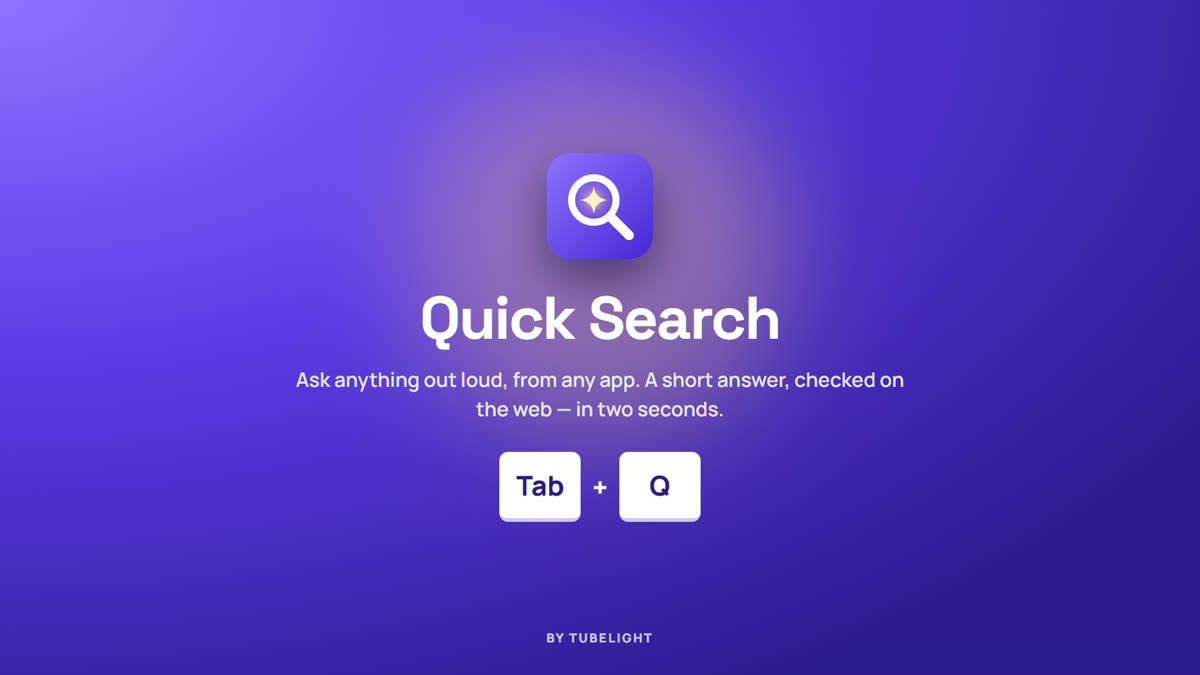 Quick Search
Ask anything out loud, from any app. A short answer, checked on
the web — in two seconds.
Tab + Q
BY TUBELIGHT